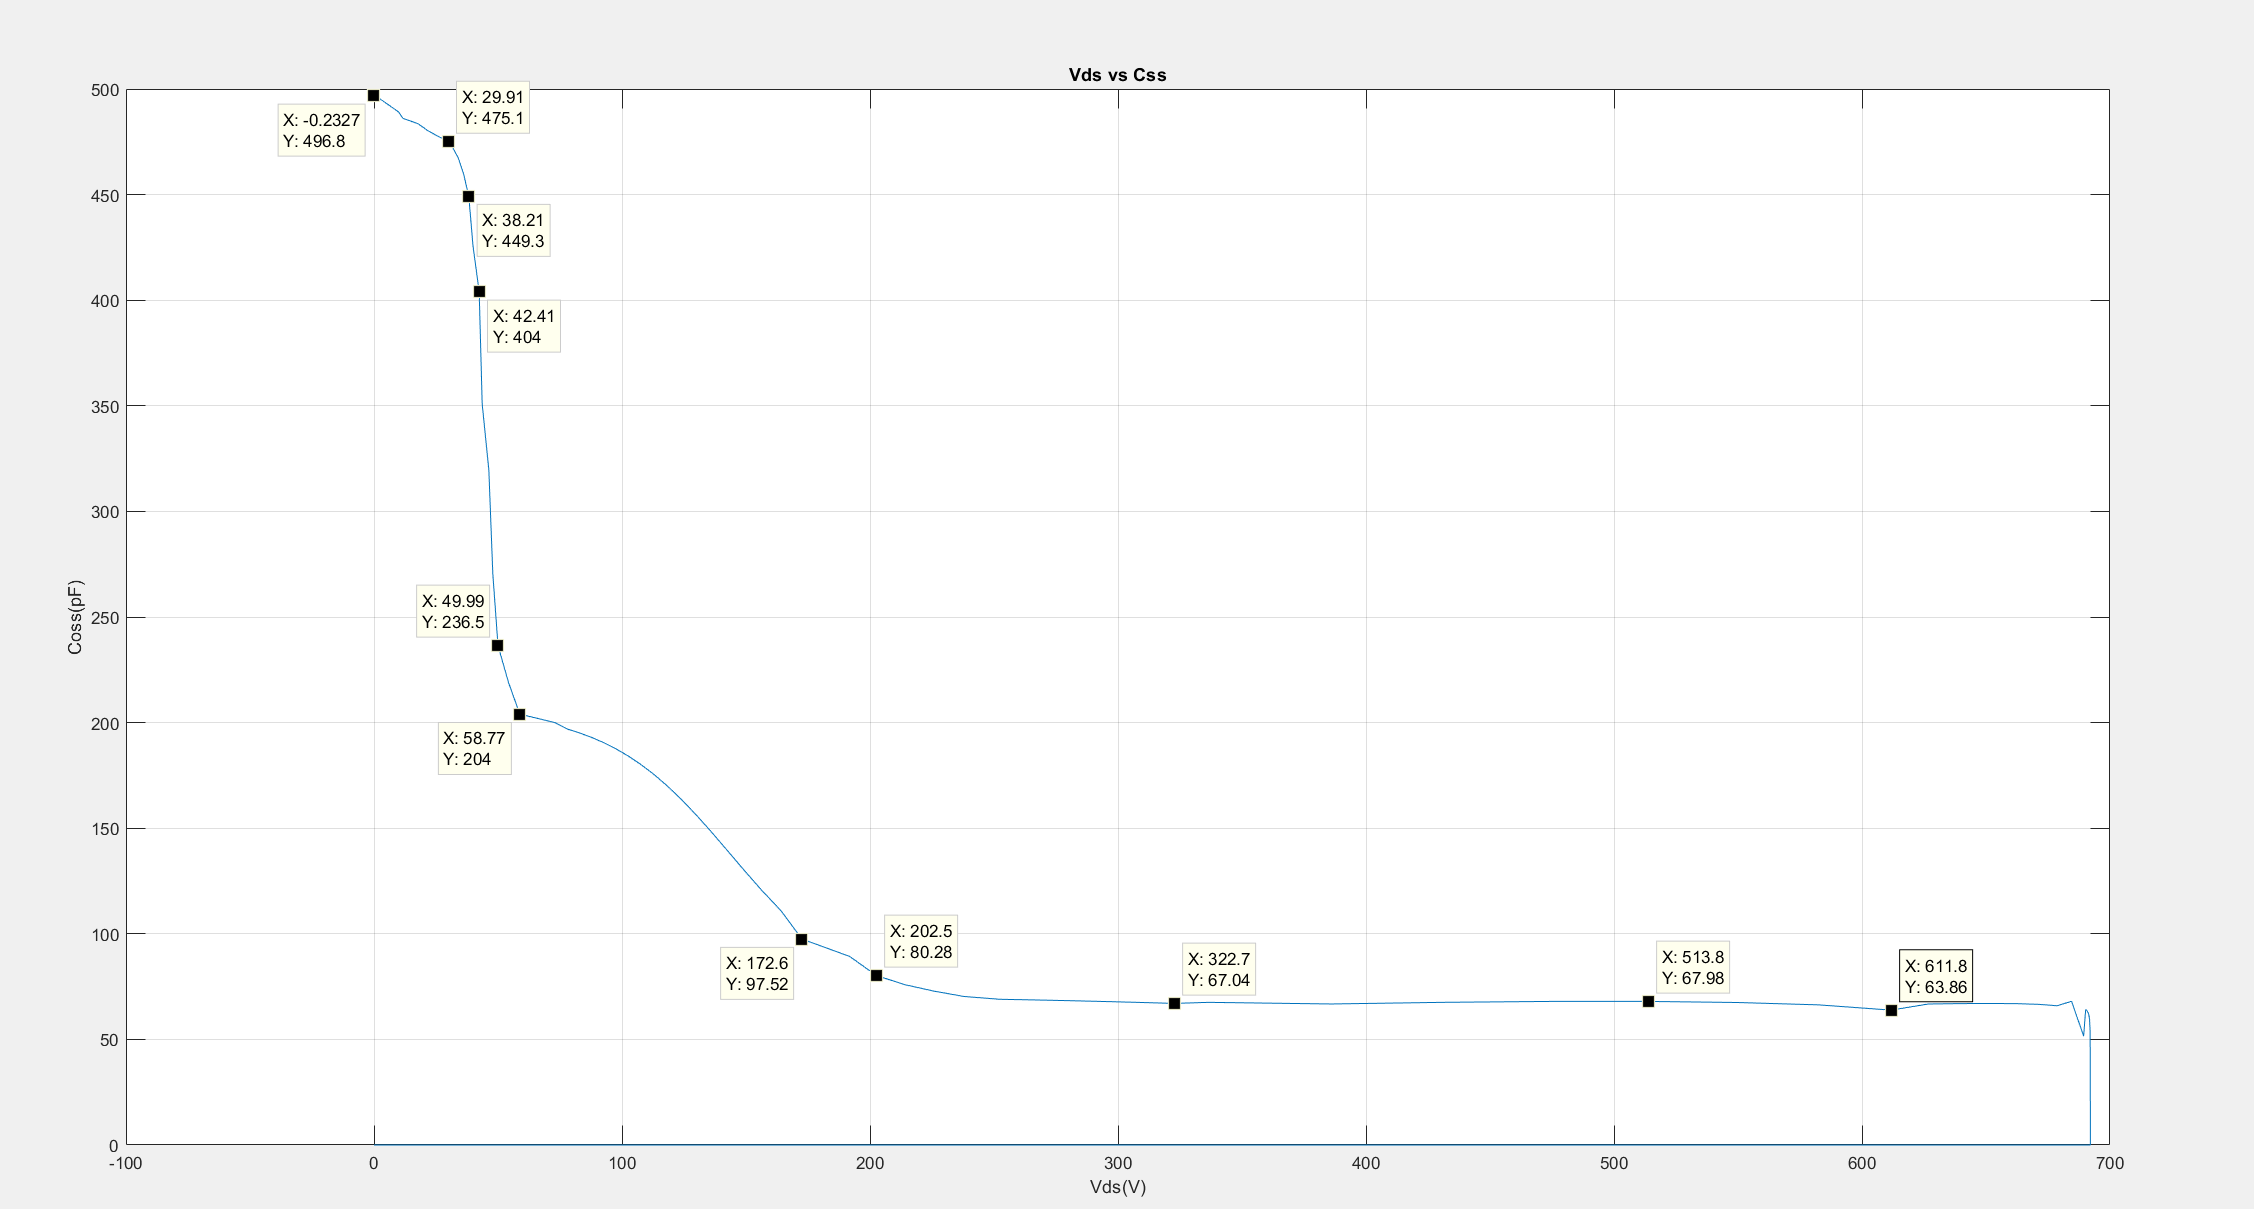 Vds vs Css
500
450
400
350
300
250
200
150
100
50
0
Coss(pF)
X: -0.2327
Y: 496.8
X: 29.91
Y: 475.1
X: 38.21
Y: 449.3
X: 42.41
Y: 404
X: 49.99
Y: 236.5
X: 58.77
Y: 204
X: 172.6
Y: 97.52
X: 202.5
Y: 80.28
X: 322.7
Y: 67.04
X: 513.8
Y: 67.98
X: 611.8
Y: 63.86
-100
0
100
200
300
400
500
600
700
Vds(V)